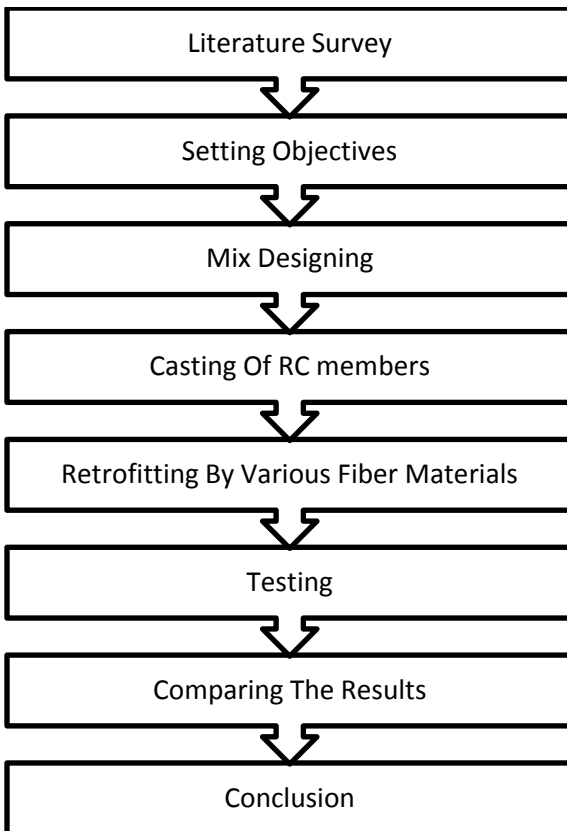 Literature Survey
Setting Objectives
Mix Designing
Casting Of RC members
Retrofitting By Various Fiber Materials
Testing
Comparing The Results
Conclusion